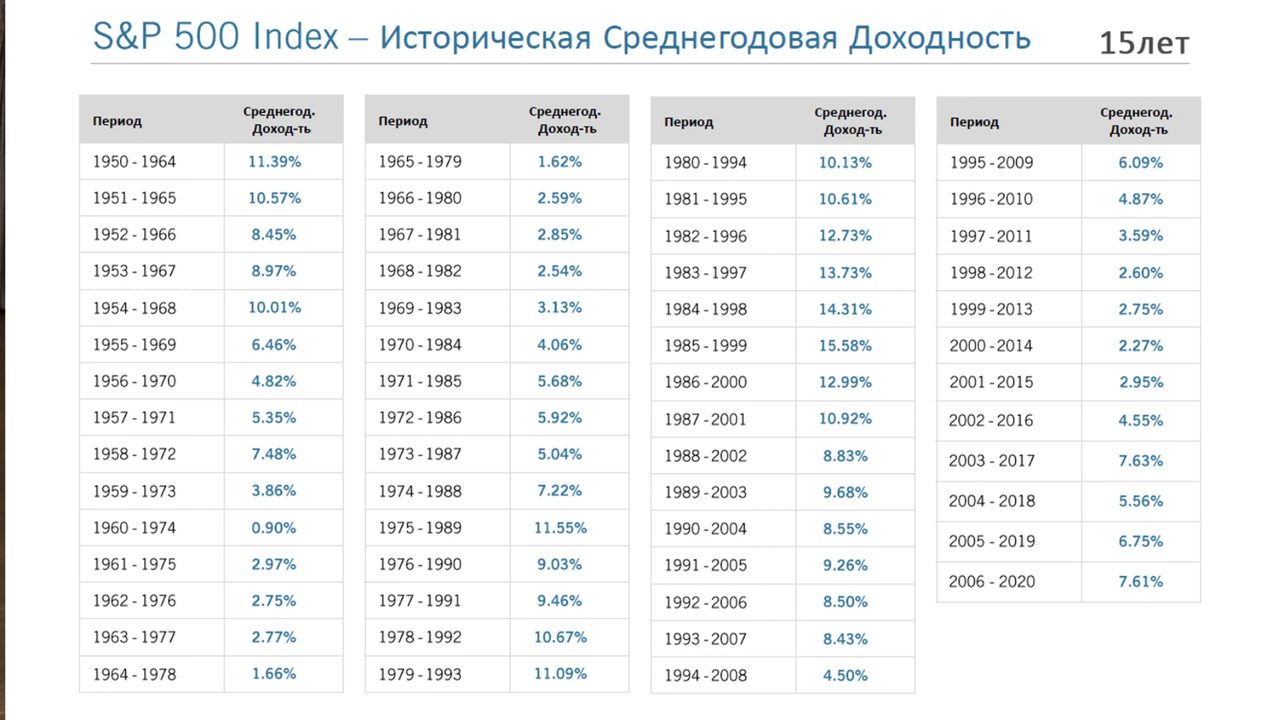 S&P 500 Index – Историческая Среднегодовая Доходность 15лет
Период Среднегод. Доход-ть
1950 - 1964 11.39%
1951 - 1965 10.57%
1952 - 1966 8.45%
1953 - 1967 8.97%
1954 - 1968 10.01%
1955 - 1969 6.46%
1956 - 1970 4.82%
1957 - 1971 5.35%
1958 - 1972 7.48%
1959 - 1973 3.86%
1960 - 1974 0.90%
1961 - 1975 2.97%
1962 - 1976 2.75%
1963 - 1977 2.77%
1964 - 1978 1.66%
Период Среднегод. Доход-ть
1965 - 1979 1.62%
1966 - 1980 2.59%
1967 - 1981 2.85%
1968 - 1982 2.54%
1969 - 1983 3.13%
1970 - 1984 4.06%
1971 - 1985 5.68%
1972 - 1986 5.92%
1973 - 1987 5.04%
1974 - 1988 7.22%
1975 - 1989 11.55%
1976 - 1990 9.03%
1977 - 1991 9.46%
1978 - 1992 10.67%
1979 - 1993 11.09%
Период Среднегод. Доход-ть
1980 - 1994 10.13%
1981 - 1995 10.61%
1982 - 1996 12.73%
1983 - 1997 13.73%
1984 - 1998 14.31%
1985 - 1999 15.58%
1986 - 2000 12.99%
1987 - 2001 10.92%
1988 - 2002 8.83%
1989 - 2003 9.68%
1990 - 2004 8.55%
1991 - 2005 9.26%
1992 - 2006 8.50%
1993 - 2007 8.43%
1994 - 2008 4.50%
Период Среднегод. Доход-ть
1995 - 2009 6.09%
1996 - 2010 4.87%
1997 - 2011 3.59%
1998 - 2012 2.60%
1999 - 2013 2.75%
2000 - 2014 2.27%
2001 - 2015 2.95%
2002 - 2016 4.55%
2003 - 2017 7.63%
2004 - 2018 5.56%
2005 - 2019 6.75%
2006 - 2020 7.61%